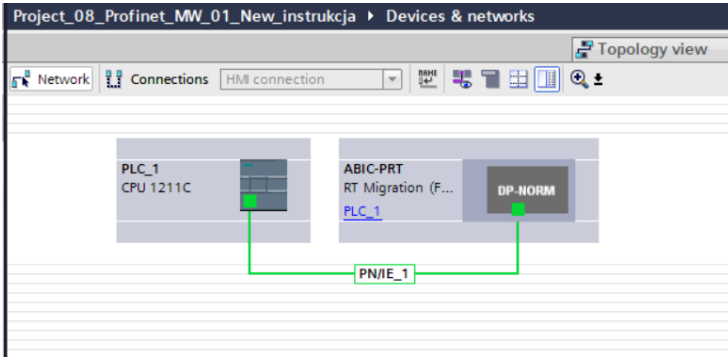 Project_08_Profinet_MW_01_New_instrukcja ▸ Devices & networks
Topology view
Network Connections HMI connection
PLC_1
CPU 1211C
ABIC-PRT
RT Migration (F...
PLC_1
DP-NORM
PN/IE_1